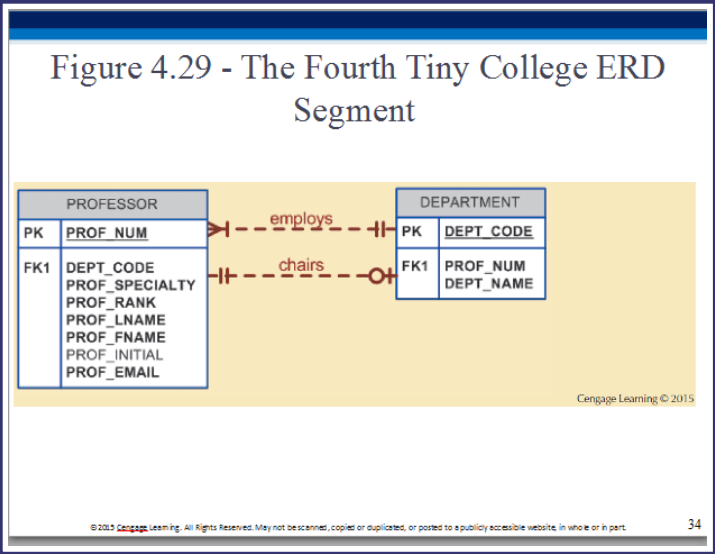 Figure 4.29 - The Fourth Tiny College ERD
Segment
PROFESSOR
PK PROF_NUM
FK1 DEPT_CODE
PROF_SPECIALTY
PROF_RANK
PROF_LNAME
PROF_FNAME
PROF_INITIAL
PROF_EMAIL
employs
chairs
DEPARTMENT
PK DEPT_CODE
FK1 PROF_NUM
DEPT_NAME
Cengage Learning © 2015
©2015 Cengage Learning. All Rights Reserved. May not be scanned, copied or duplicated, or posted to a publicly accessible website, in whole or in part.
34